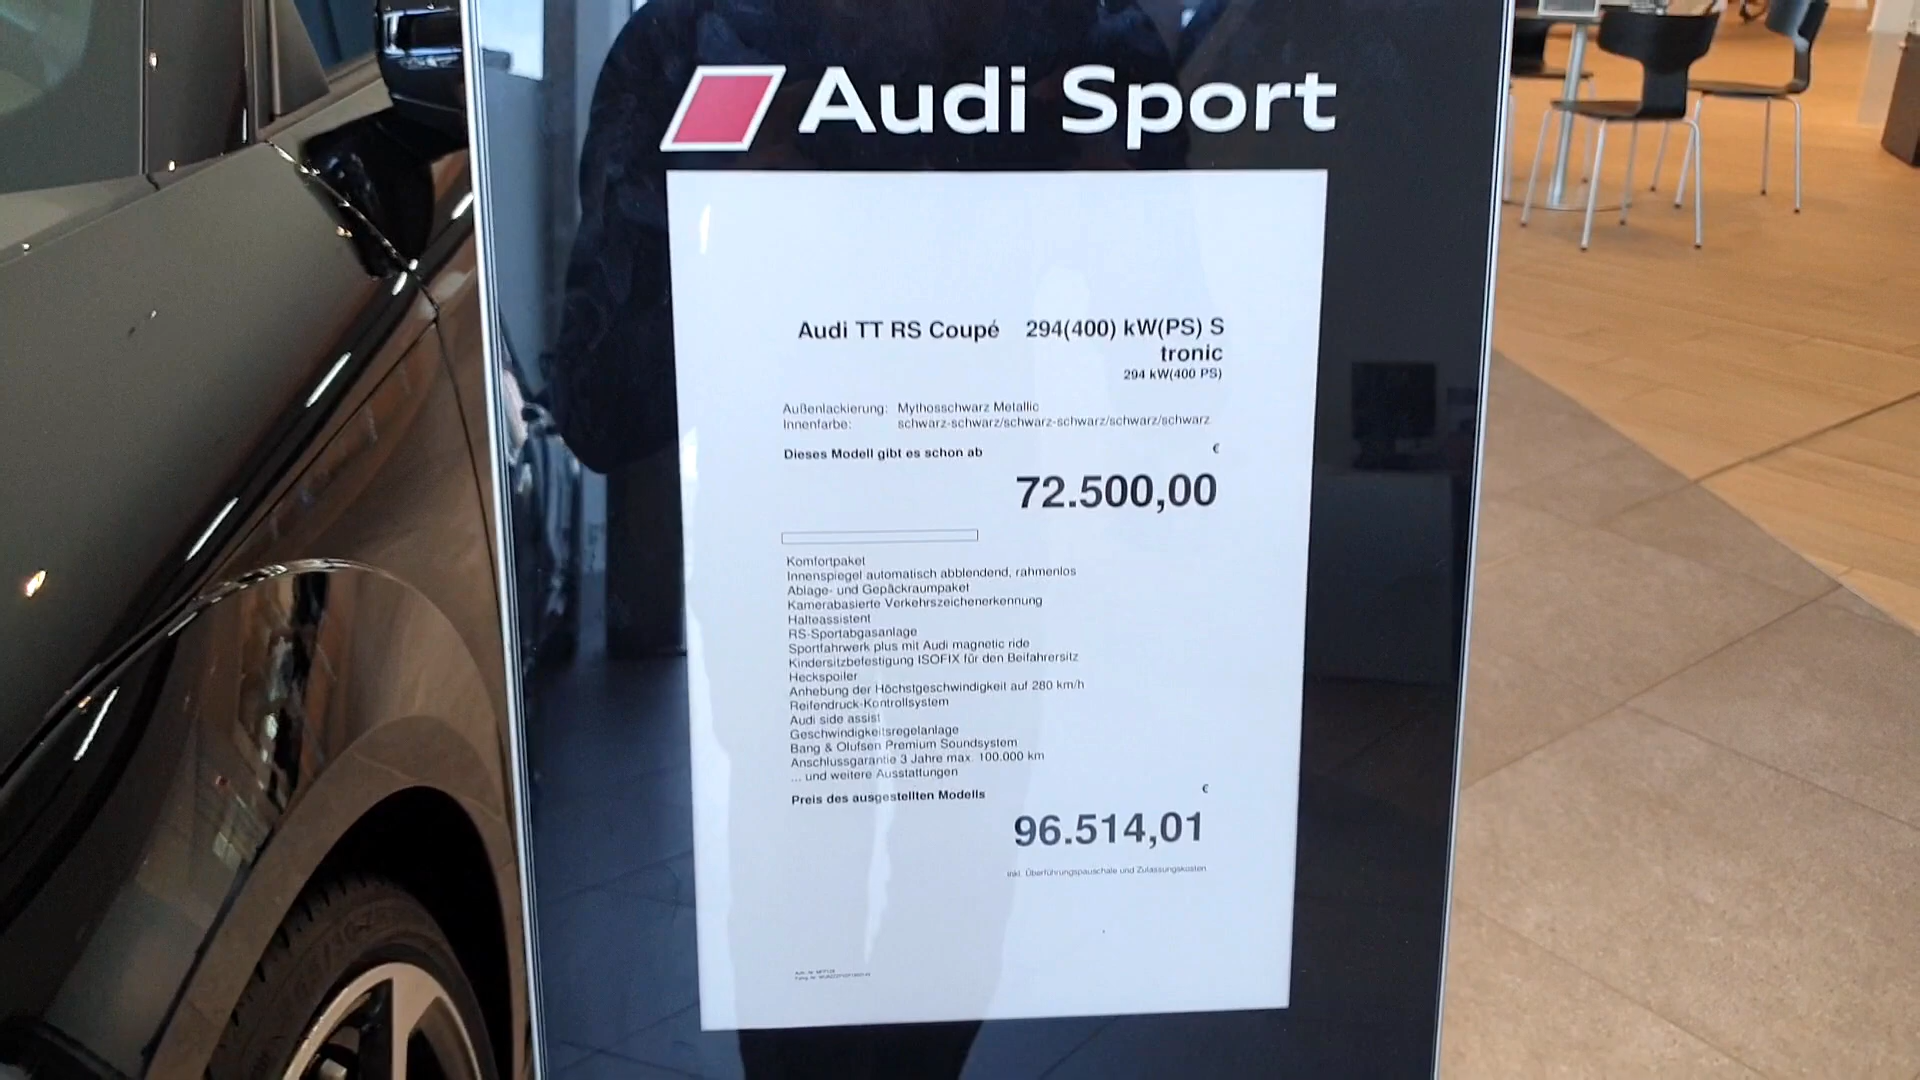 Audi Sport
Audi TT RS Coupé 294(400) kW(PS) S
tronic
294 kW(400 PS)
Außenlackierung: Mythosschwarz Metallic
Innenfarbe: schwarz-schwarz/schwarz-schwarz/schwarz/schwarz
Dieses Modell gibt es schon ab €
72.500,00
Komfortpaket
Innenspiegel automatisch abblendend, rahmenlos
Ablage- und Gepäckraumpaket
Kamerabasierte Verkehrszeichenerkennung
Halteassistent
RS-Sportabgasanlage
Sportfahrwerk plus mit Audi magnetic ride
Kindersitzbefestigung ISOFIX für den Beifahrersitz
Heckspoiler
Anhebung der Höchstgeschwindigkeit auf 280 km/h
Reifendruck-Kontrollsystem
Audi side assist
Geschwindigkeitsregelanlage
Bang & Olufsen Premium Soundsystem
Anschlussgarantie 3 Jahre max. 100.000 km
... und weitere Ausstattungen
Preis des ausgestellten Modells €
96.514,01
inkl. Überführungspauschale und Zulassungskosten